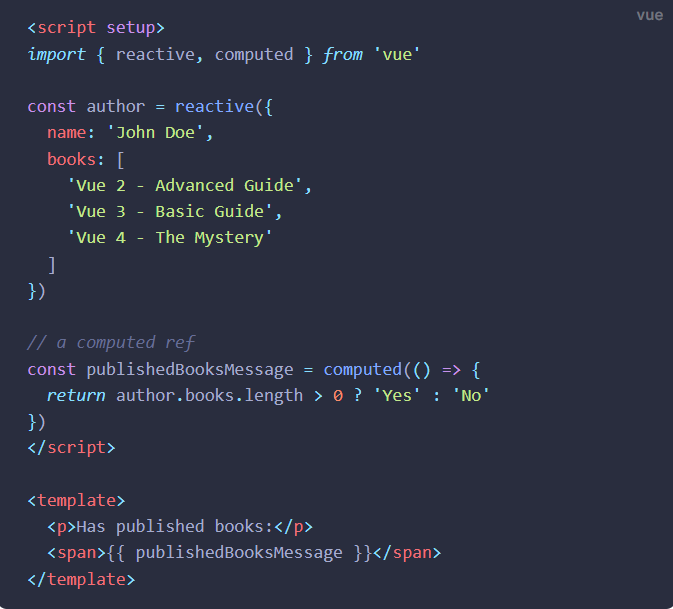 vue
<script setup>
import { reactive, computed } from 'vue'

const author = reactive({
  name: 'John Doe',
  books: [
    'Vue 2 - Advanced Guide',
    'Vue 3 - Basic Guide',
    'Vue 4 - The Mystery'
  ]
})

// a computed ref
const publishedBooksMessage = computed(() => {
  return author.books.length > 0 ? 'Yes' : 'No'
})
</script>

<template>
  <p>Has published books:</p>
  <span>{{ publishedBooksMessage }}</span>
</template>